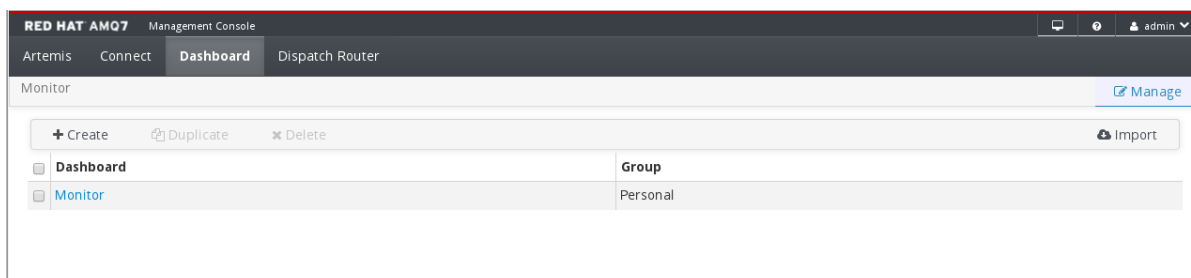 RED HAT AMQ7 Management Console admin
Artemis Connect Dashboard Dispatch Router
Monitor Manage
Create Duplicate Delete Import
Dashboard Group
Monitor Personal